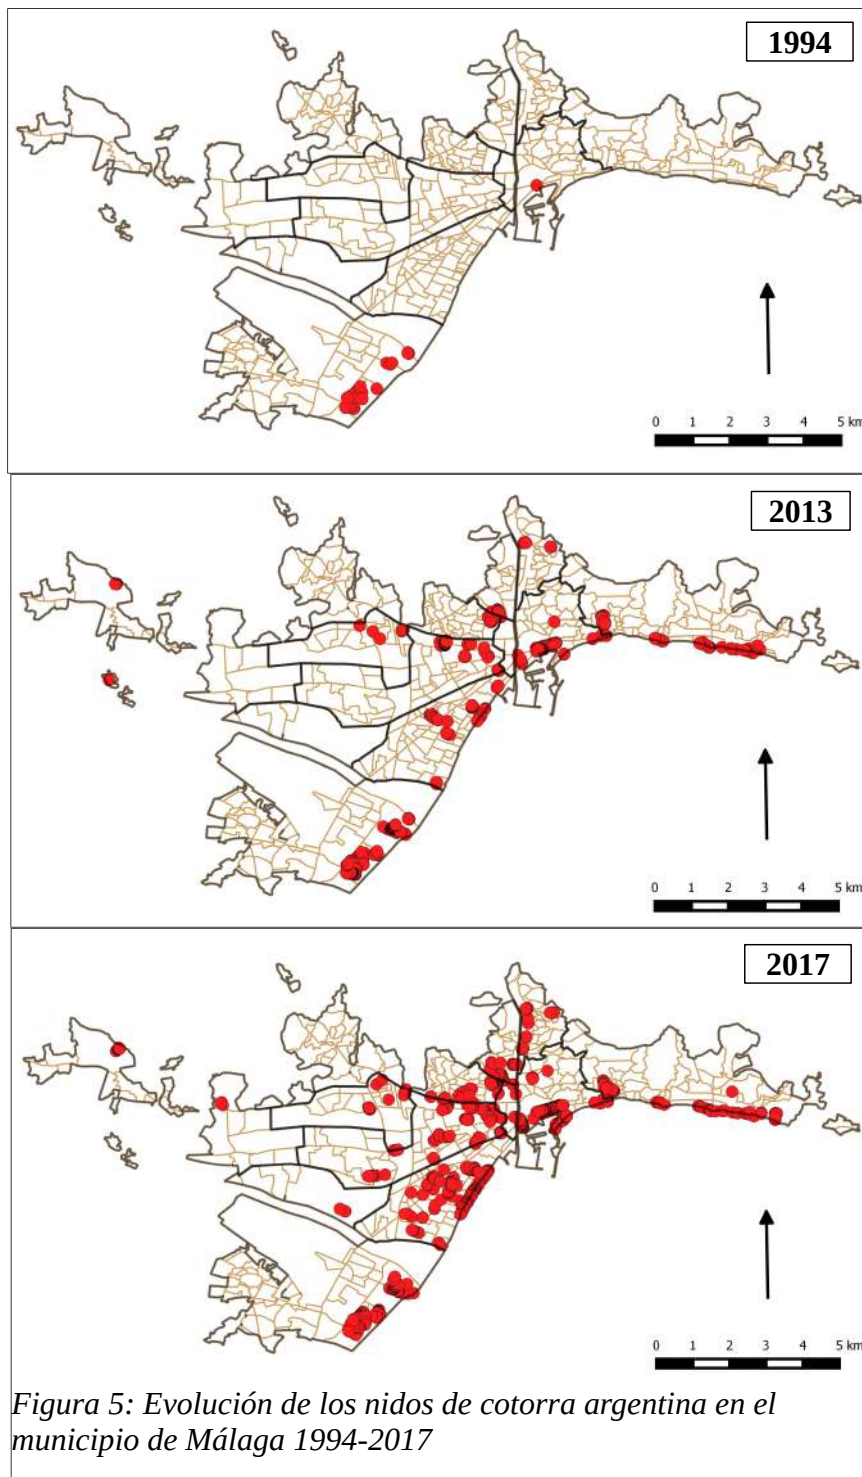 1994
0 1 2 3 4 5 km
2013
0 1 2 3 4 5 km
2017
0 1 2 3 4 5 km
Figura 5: Evolución de los nidos de cotorra argentina en el
municipio de Málaga 1994-2017